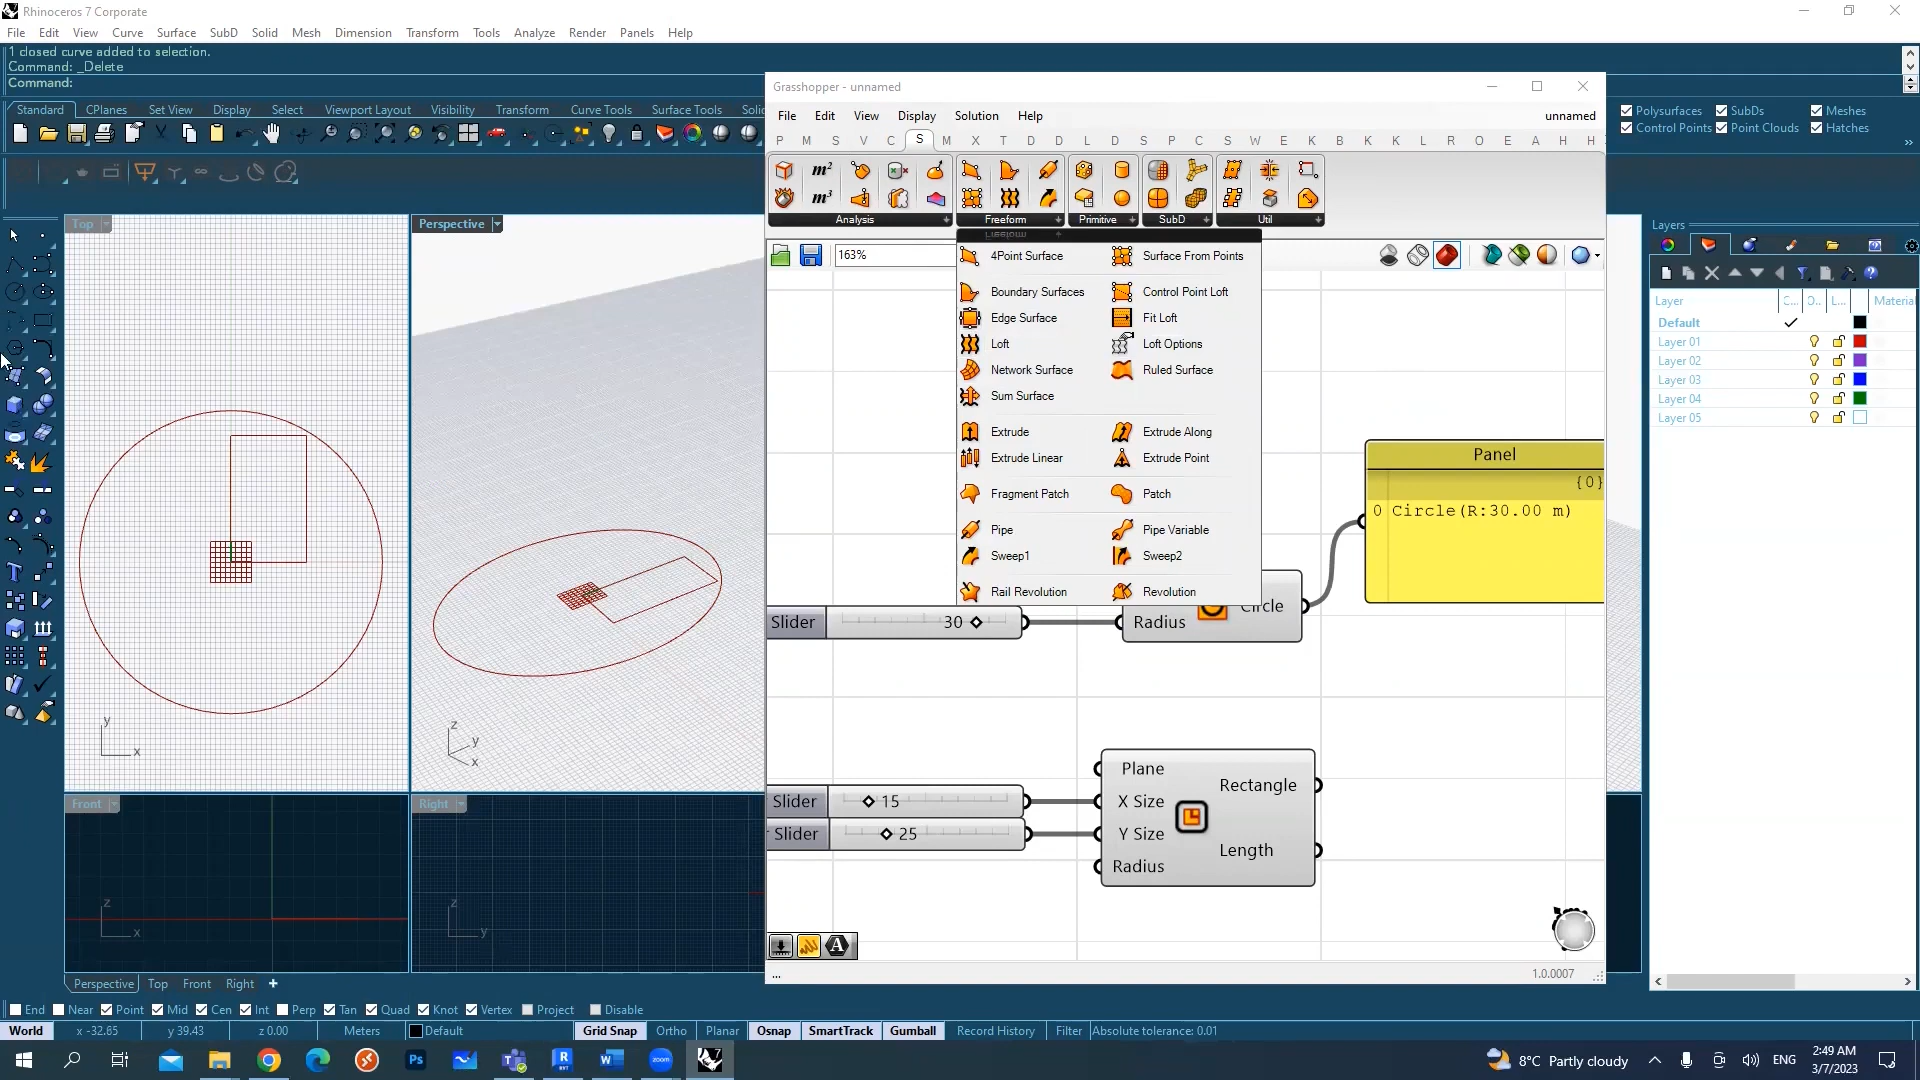 Rhinoceros 7 Corporate
File Edit View Curve Surface SubD Solid Mesh Dimension Transform Tools Analyze Render Panels Help
1 closed curve added to selection.
Command: _Delete
Command:
Standard CPlanes Set View Display Select Viewport Layout Visibility Transform Curve Tools Surface Tools Solid
Polysurfaces SubDs Meshes
Control Points Point Clouds Hatches
Grasshopper - unnamed
File Edit View Display Solution Help unnamed
P M S V C S M X T D D L D S T P C S W E K B K K L R O E A H H
m² m³
Analysis Freeform Primitive SubD Util
163%
Freeform
4Point Surface Surface From Points
Boundary Surfaces Control Point Loft
Edge Surface Fit Loft
Loft Loft Options
Network Surface Ruled Surface
Sum Surface
Extrude Extrude Along
Extrude Linear Extrude Point
Fragment Patch Patch
Pipe Pipe Variable
Sweep1 Sweep2
Rail Revolution Revolution
Panel
{0}
0 Circle(R:30.00 m)
Slider 30
Radius Circle
Slider 15
Slider 25
Plane
X Size
Y Size
Radius
Rectangle
Length
A
...
1.0.0007
Top
Perspective
Front
Right
y x
z y x
z x
z y
Layers
Layer C... O.. L... Material
Default
Layer 01
Layer 02
Layer 03
Layer 04
Layer 05
Perspective Top Front Right
End Near Point Mid Cen Int Perp Tan Quad Knot Vertex Project Disable
World x -32.65 y 39.43 z 0.00 Meters Default Grid Snap Ortho Planar Osnap SmartTrack Gumball Record History Filter Absolute tolerance: 0.01
8°C Partly cloudy ENG 2:49 AM
3/7/2023